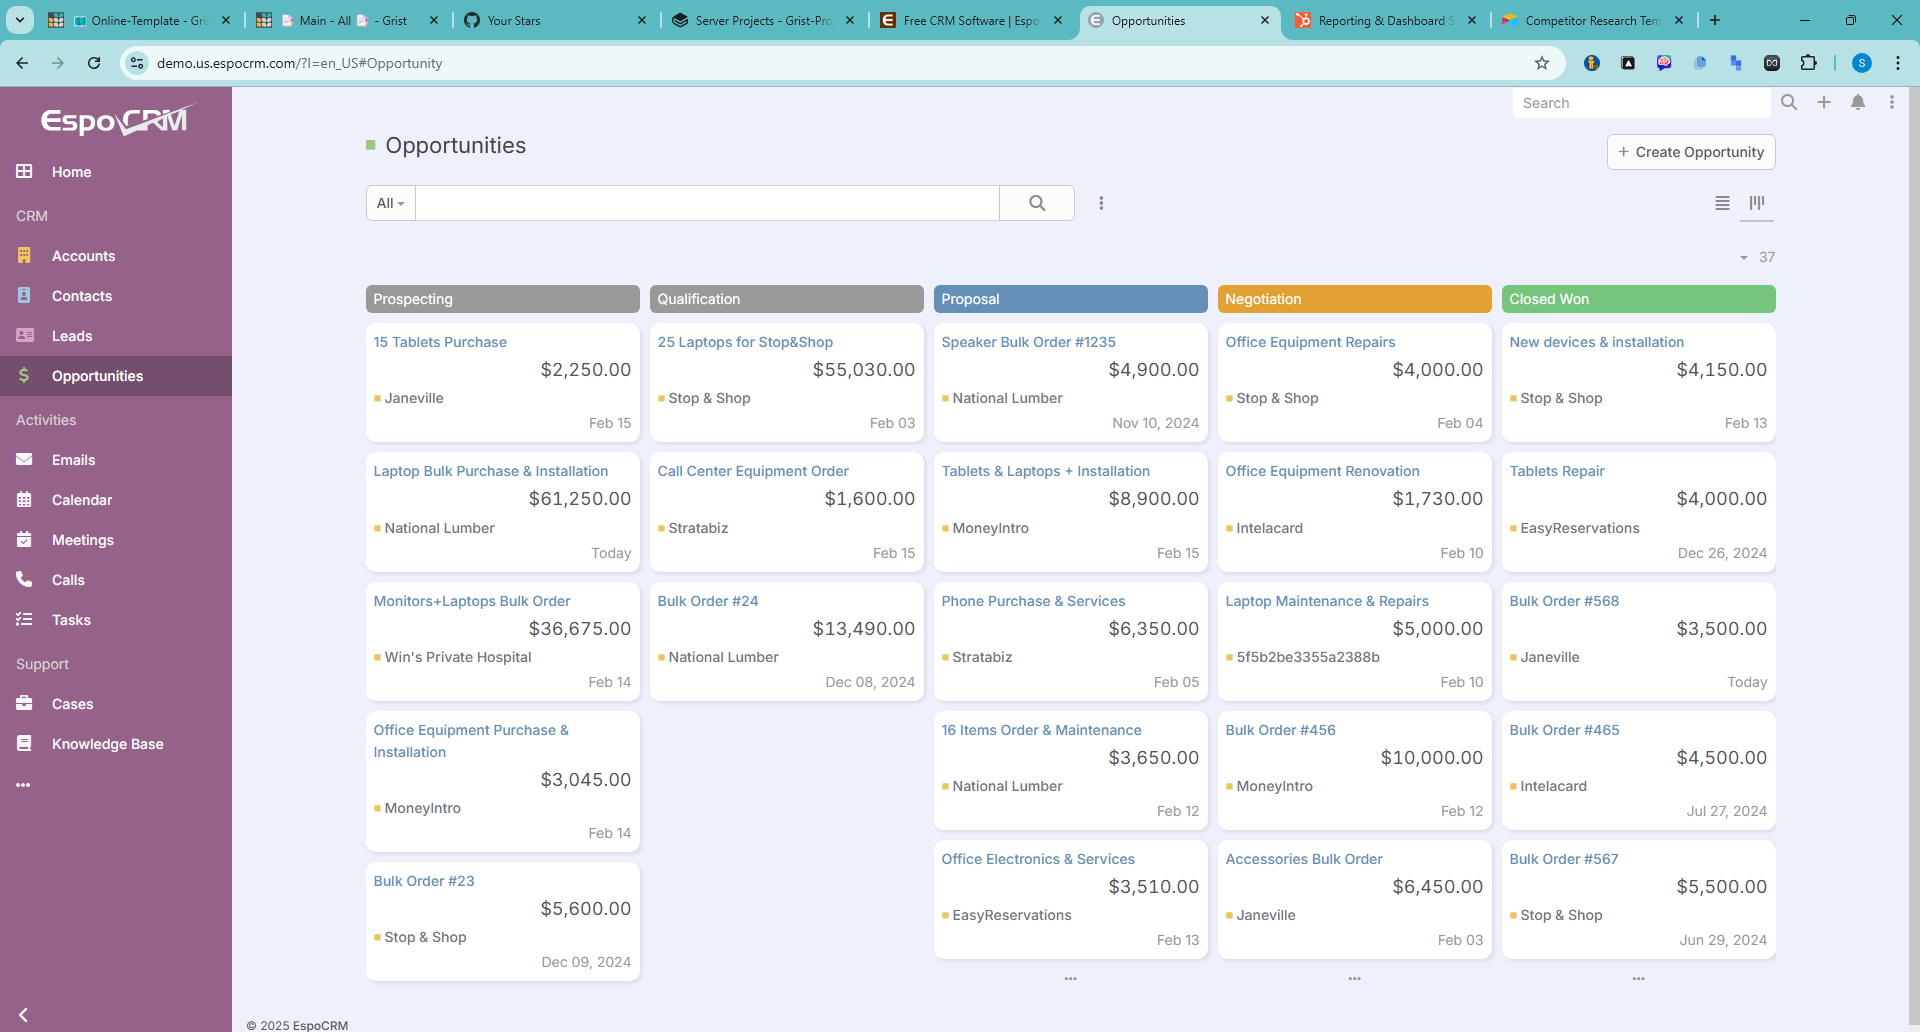 Online-Template - Gris
Main - All - Grist
Your Stars
Server Projects - Grist-Pro
Free CRM Software | Espo
Opportunities
Reporting & Dashboard S
Competitor Research Tem
demo.us.espocrm.com/?l=en_US#Opportunity
S
EspoCRM
Search
Home
CRM
Accounts
Contacts
Leads
Opportunities
Activities
Emails
Calendar
Meetings
Calls
Tasks
Support
Cases
Knowledge Base
Opportunities
+ Create Opportunity
All
37
Prospecting
15 Tablets Purchase
$2,250.00
Janeville
Feb 15
Laptop Bulk Purchase & Installation
$61,250.00
National Lumber
Today
Monitors+Laptops Bulk Order
$36,675.00
Win's Private Hospital
Feb 14
Office Equipment Purchase &
Installation
$3,045.00
MoneyIntro
Feb 14
Bulk Order #23
$5,600.00
Stop & Shop
Dec 09, 2024
Qualification
25 Laptops for Stop&Shop
$55,030.00
Stop & Shop
Feb 03
Call Center Equipment Order
$1,600.00
Stratabiz
Feb 15
Bulk Order #24
$13,490.00
National Lumber
Dec 08, 2024
Proposal
Speaker Bulk Order #1235
$4,900.00
National Lumber
Nov 10, 2024
Tablets & Laptops + Installation
$8,900.00
MoneyIntro
Feb 15
Phone Purchase & Services
$6,350.00
Stratabiz
Feb 05
16 Items Order & Maintenance
$3,650.00
National Lumber
Feb 12
Office Electronics & Services
$3,510.00
EasyReservations
Feb 13
Negotiation
Office Equipment Repairs
$4,000.00
Stop & Shop
Feb 04
Office Equipment Renovation
$1,730.00
Intelacard
Feb 10
Laptop Maintenance & Repairs
$5,000.00
5f5b2be3355a2388b
Feb 10
Bulk Order #456
$10,000.00
MoneyIntro
Feb 12
Accessories Bulk Order
$6,450.00
Janeville
Feb 03
Closed Won
New devices & installation
$4,150.00
Stop & Shop
Feb 13
Tablets Repair
$4,000.00
EasyReservations
Dec 26, 2024
Bulk Order #568
$3,500.00
Janeville
Today
Bulk Order #465
$4,500.00
Intelacard
Jul 27, 2024
Bulk Order #567
$5,500.00
Stop & Shop
Jun 29, 2024
© 2025 EspoCRM